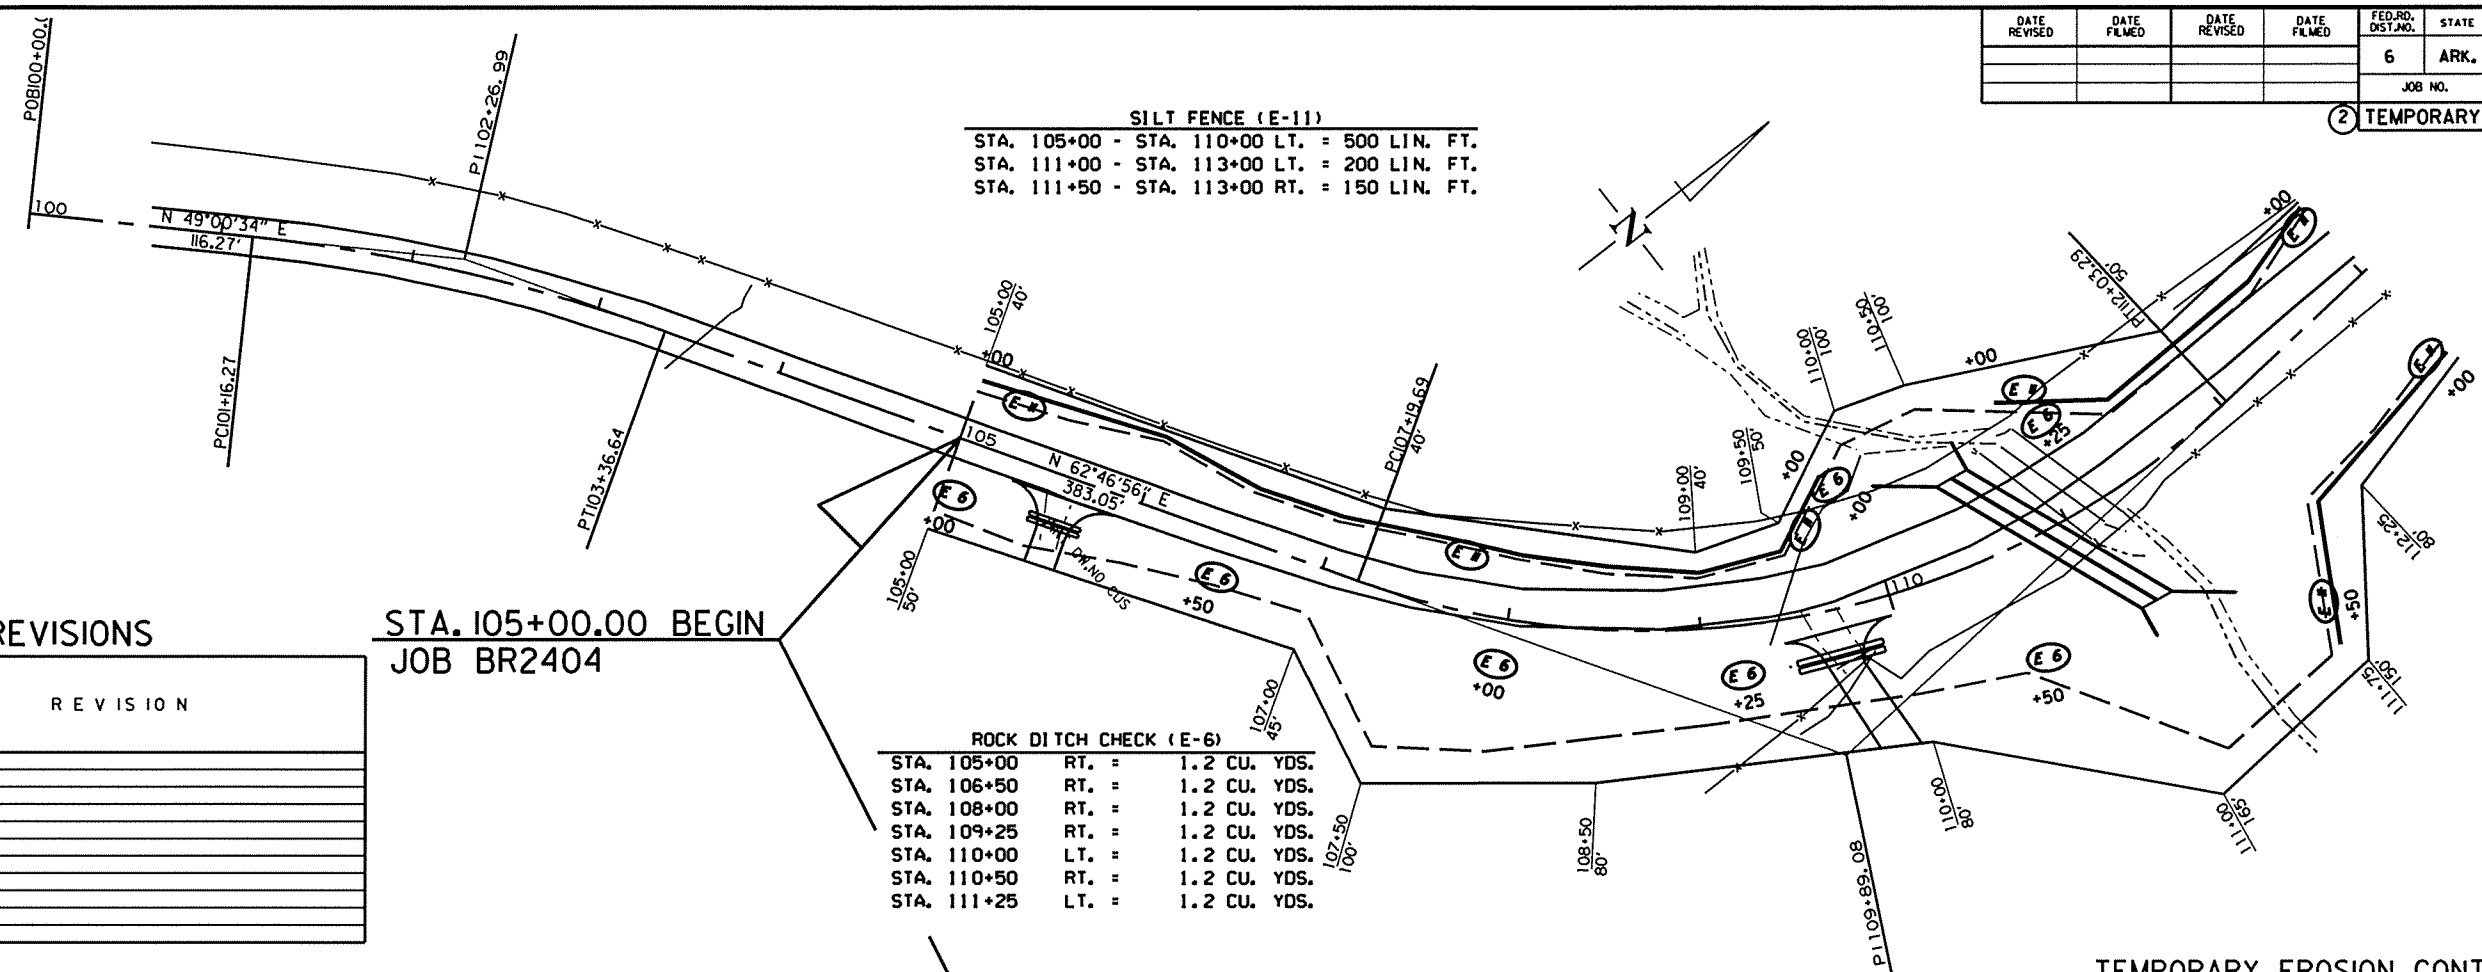 DATE REVISED
DATE FILMED
DATE REVISED
DATE FILMED
FED.RD. DIST.NO.
STATE
6
ARK.
JOB NO.
2 TEMPORARY
SILT FENCE (E-11)
STA. 105+00 - STA. 110+00 LT. = 500 LIN. FT.
STA. 111+00 - STA. 113+00 LT. = 200 LIN. FT.
STA. 111+50 - STA. 113+00 RT. = 150 LIN. FT.
POB100+00.
100
N 49°00'34" E
116.27'
PI 102+26.99
PC101+16.27
PT103+36.64
105+00
40'
+00
105
N 62°46'56" E
383.05'
E 6
+00
105+00
50'
E 6
+50
107+00
45'
PC107+19.69
40'
109+00
40'
109+50
50'
+00
110+00
100'
110+50
100'
+00
E 6
+00
E 6
+25
PT112+03.29
50'
+00
N
+00
112+25
80'
+50
111+75
150'
111+00
165'
110
E 6
+00
E 6
+25
E 6
+50
110+00
80'
108+50
80'
107+50
100'
PI 109+89.08
STA. 105+00.00 BEGIN
JOB BR2404
REVISIONS
REVISION
ROCK DITCH CHECK (E-6)
STA. 105+00 RT. = 1.2 CU. YDS.
STA. 106+50 RT. = 1.2 CU. YDS.
STA. 108+00 RT. = 1.2 CU. YDS.
STA. 109+25 RT. = 1.2 CU. YDS.
STA. 110+00 LT. = 1.2 CU. YDS.
STA. 110+50 RT. = 1.2 CU. YDS.
STA. 111+25 LT. = 1.2 CU. YDS.
TEMPORARY EROSION CONT